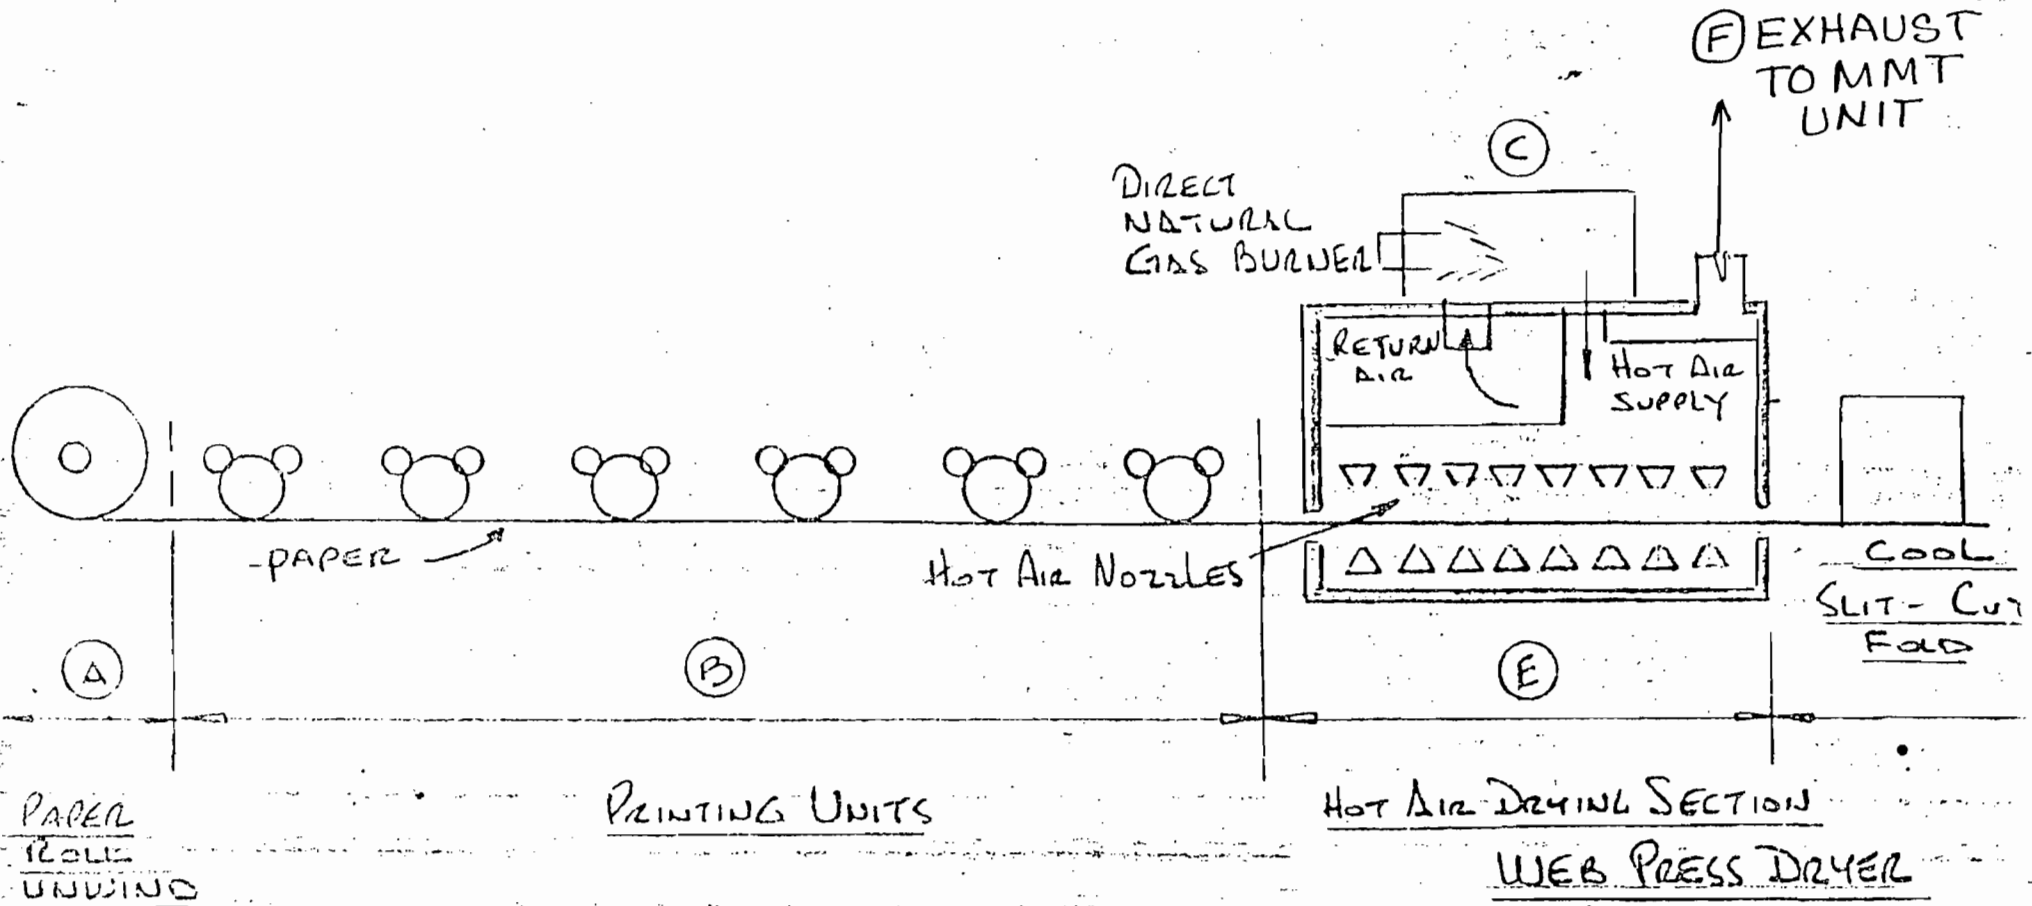 Ⓕ EXHAUST
TO MMT
UNIT
Ⓒ
DIRECT
NATURAL
GAS BURNER
RETURN
AIR
HOT AIR
SUPPLY
PAPER
HOT AIR NOZZLES
COOL
SLIT - CUT
FOLD
Ⓐ
Ⓑ
Ⓔ
PAPER
ROLL
UNWIND
PRINTING UNITS
HOT AIR DRYING SECTION
WEB PRESS DRYER